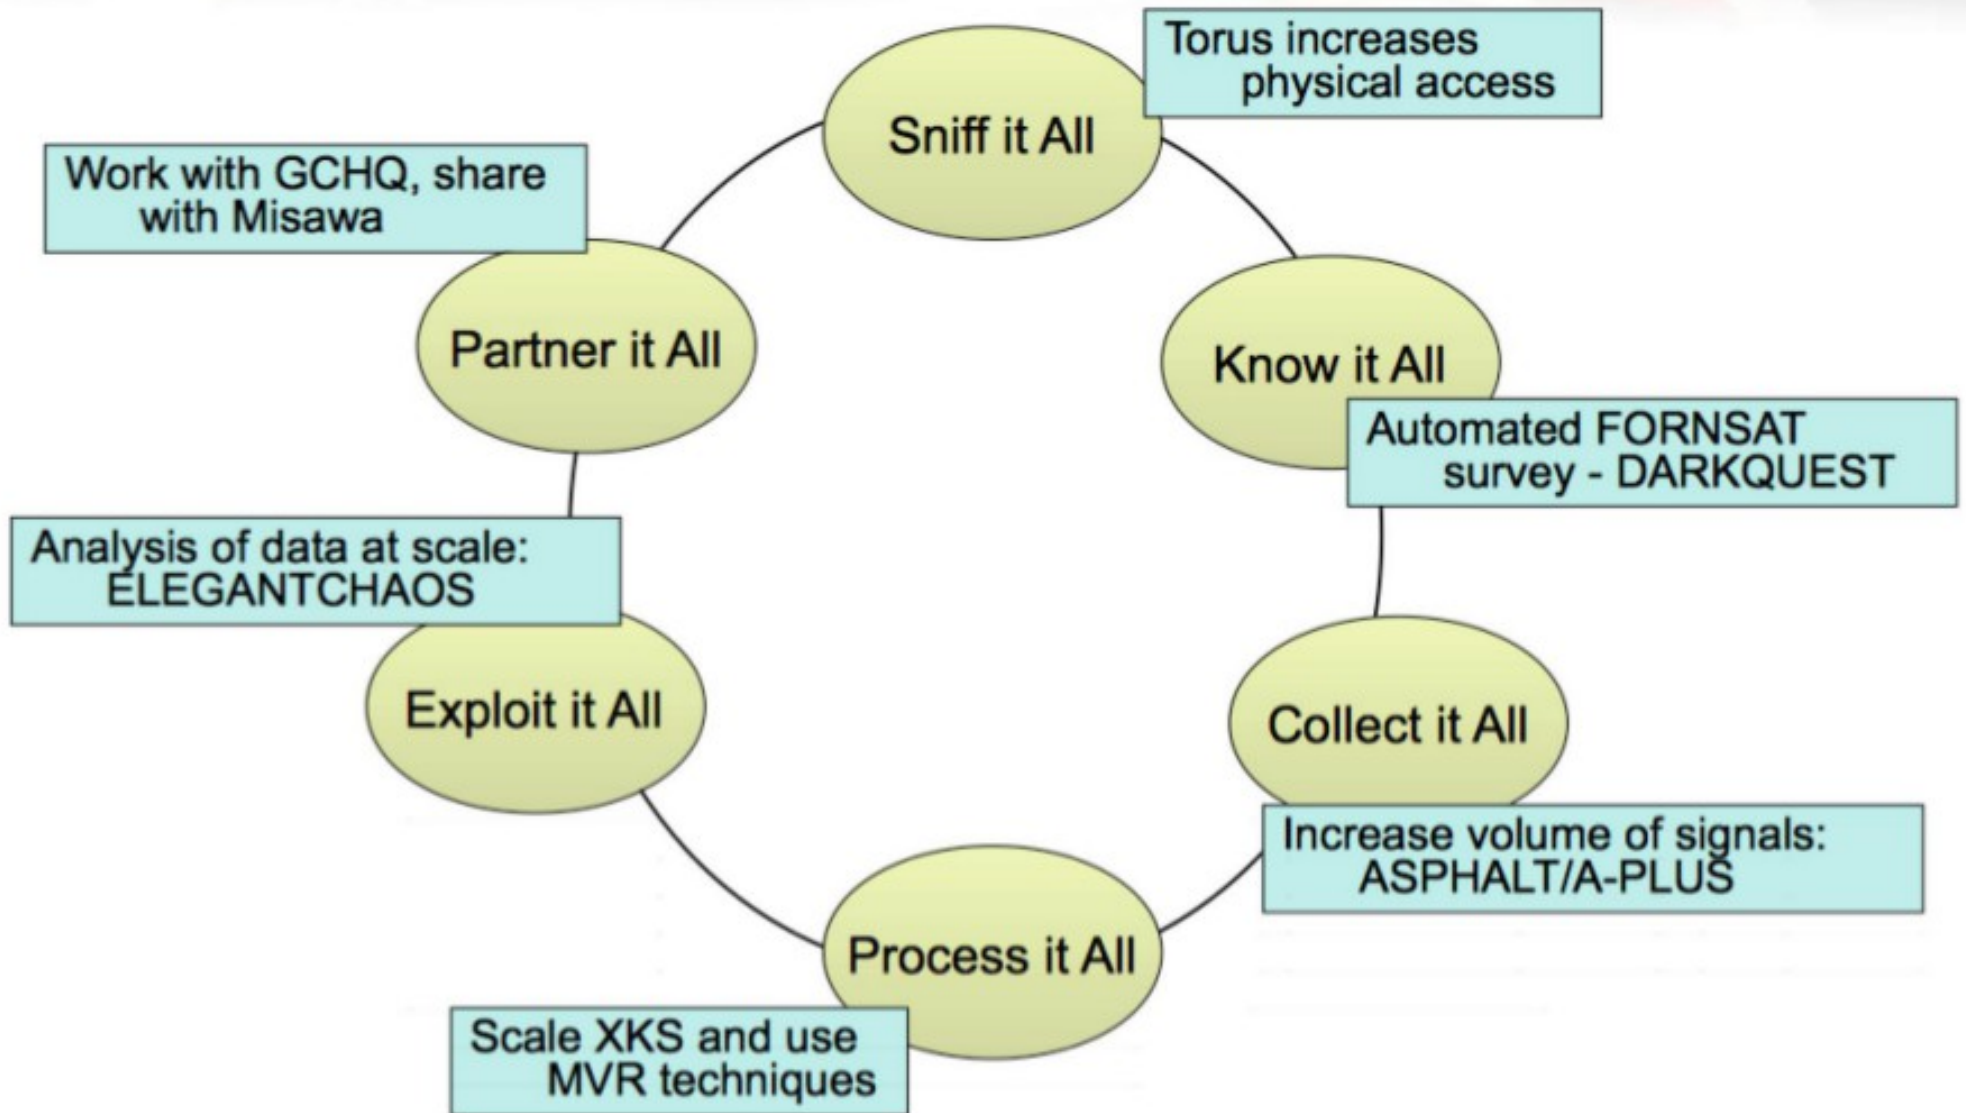 Sniff it All
Torus increases
physical access
Know it All
Automated FORNSAT
survey - DARKQUEST
Collect it All
Increase volume of signals:
ASPHALT/A-PLUS
Process it All
Scale XKS and use
MVR techniques
Exploit it All
Analysis of data at scale:
ELEGANTCHAOS
Partner it All
Work with GCHQ, share
with Misawa